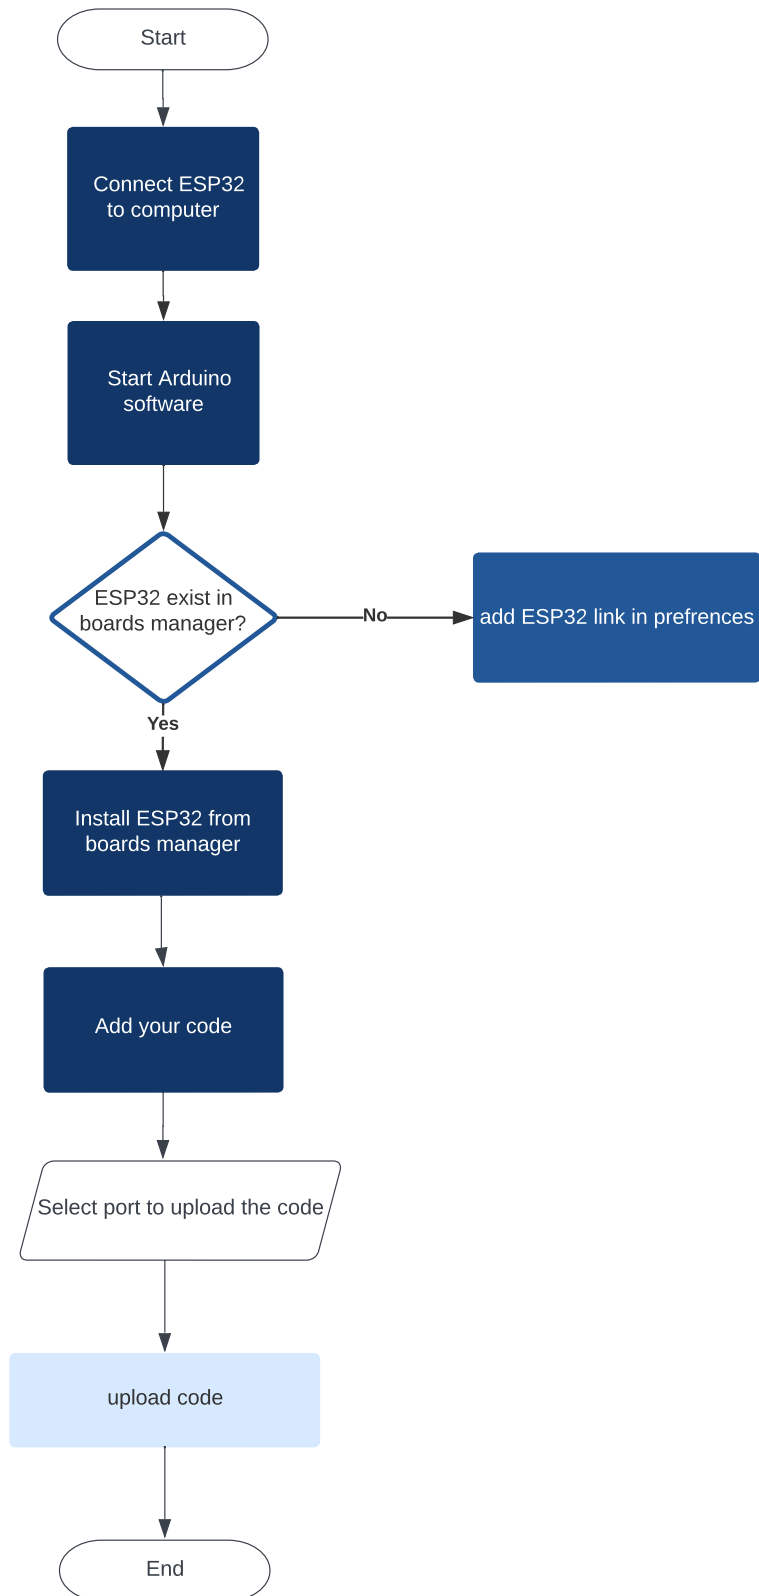 Start
Connect ESP32
to computer
Start Arduino
software
ESP32 exist in
boards manager?
No
add ESP32 link in prefrences
Yes
Install ESP32 from
boards manager
Add your code
Select port to upload the code
upload code
End